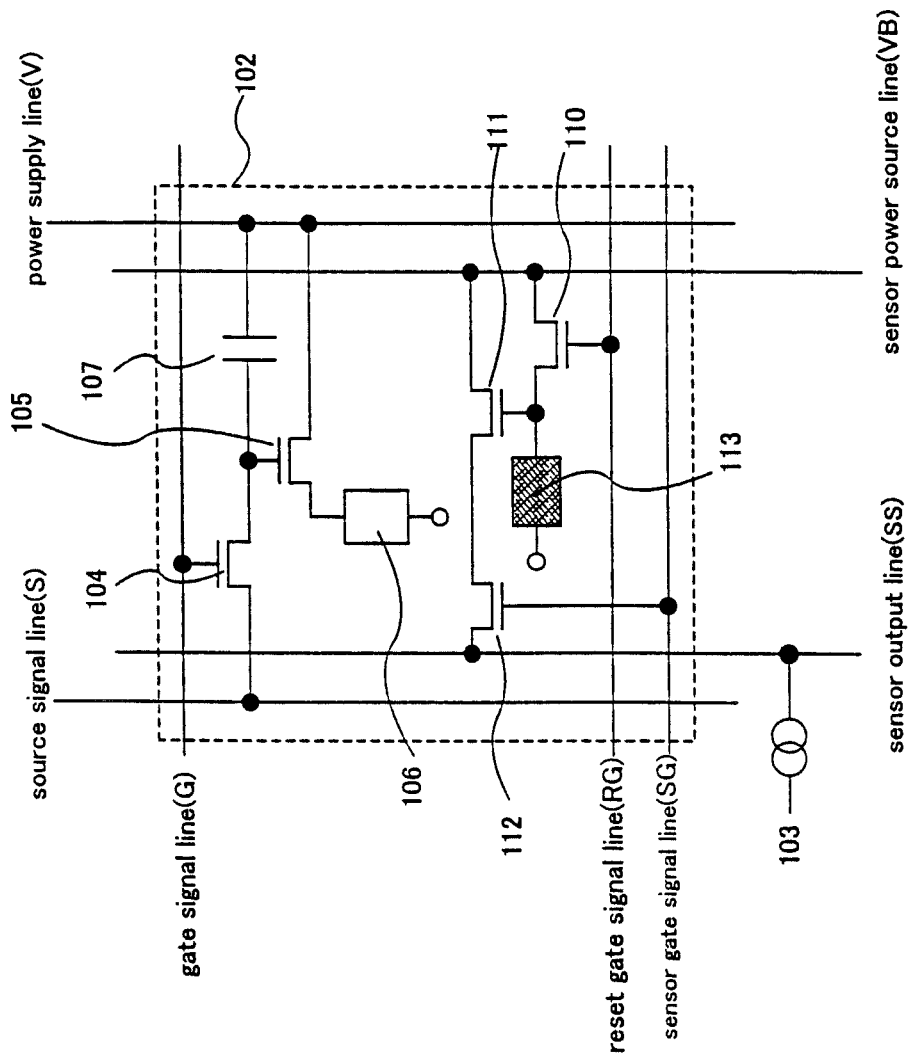 source signal line(S)
power supply line(V)
102
107
105
104
111
110
113
106
112
103
gate signal line(G)
reset gate signal line(RG)
sensor gate signal line(SG)
sensor output line(SS)
sensor power source line(VB)